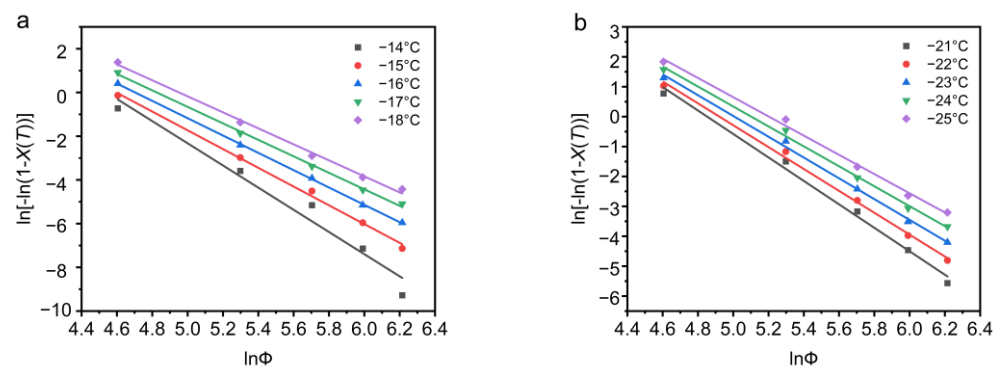 a
2
0
−2
−4
−6
−8
−10
4.4 4.6 4.8 5.0 5.2 5.4 5.6 5.8 6.0 6.2 6.4
lnΦ
ln[-ln(1-X(T))]
−14°C
−15°C
−16°C
−17°C
−18°C
b
3
2
1
0
−1
−2
−3
−4
−5
−6
4.4 4.6 4.8 5.0 5.2 5.4 5.6 5.8 6.0 6.2 6.4
lnΦ
ln[-ln(1-X(T))]
−21°C
−22°C
−23°C
−24°C
−25°C